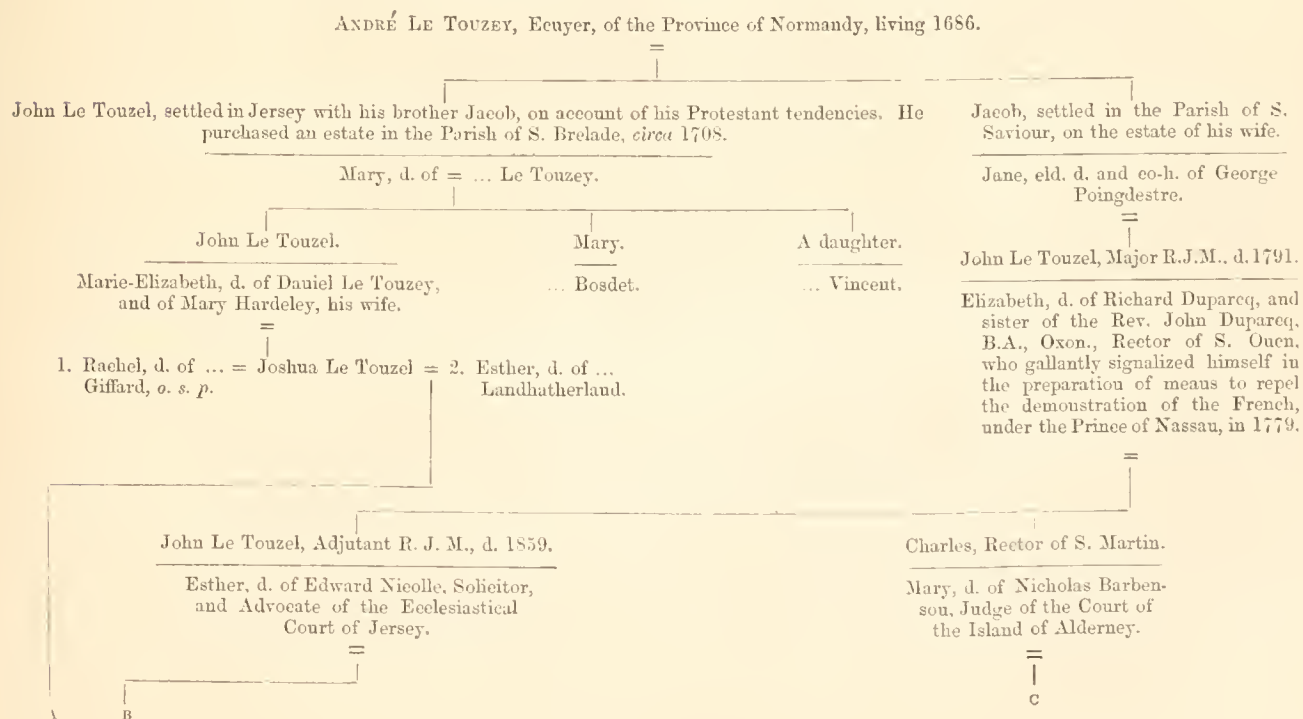 ANDRÉ LE TOUZEY, Ecuyer, of the Province of Normandy, living 1686.
=
John Le Touzel, settled in Jersey with his brother Jacob, on account of his Protestant tendencies. He
purchased an estate in the Parish of S. Brelade, circa 1708.
Jacob, settled in the Parish of S.
Saviour, on the estate of his wife.
Mary, d. of = ... Le Touzey.
Jane, eld. d. and co-h. of George
Poingdestre.
=
John Le Touzel.
Mary.
A daughter.
John Le Touzel, Major R.J.M., d. 1791.
Marie-Elizabeth, d. of Daniel Le Touzey,
and of Mary Hardeley, his wife.
=
... Bosdet.
... Vincent.
Elizabeth, d. of Richard Duparcq, and
sister of the Rev. John Duparcq,
B.A., Oxon., Rector of S. Ouen,
who gallantly signalized himself in
the preparation of means to repel
the demonstration of the French,
under the Prince of Nassau, in 1779.
=
1. Rachel, d. of ... = Joshua Le Touzel = 2. Esther, d. of ...
Giffard, o. s. p.
Landhatherland.
John Le Touzel, Adjutant R. J. M., d. 1859.
Charles, Rector of S. Martin.
Esther, d. of Edward Nicolle, Solicitor,
and Advocate of the Ecclesiastical
Court of Jersey.
=
Mary, d. of Nicholas Barben-
son, Judge of the Court of
the Island of Alderney.
=
A
B
C